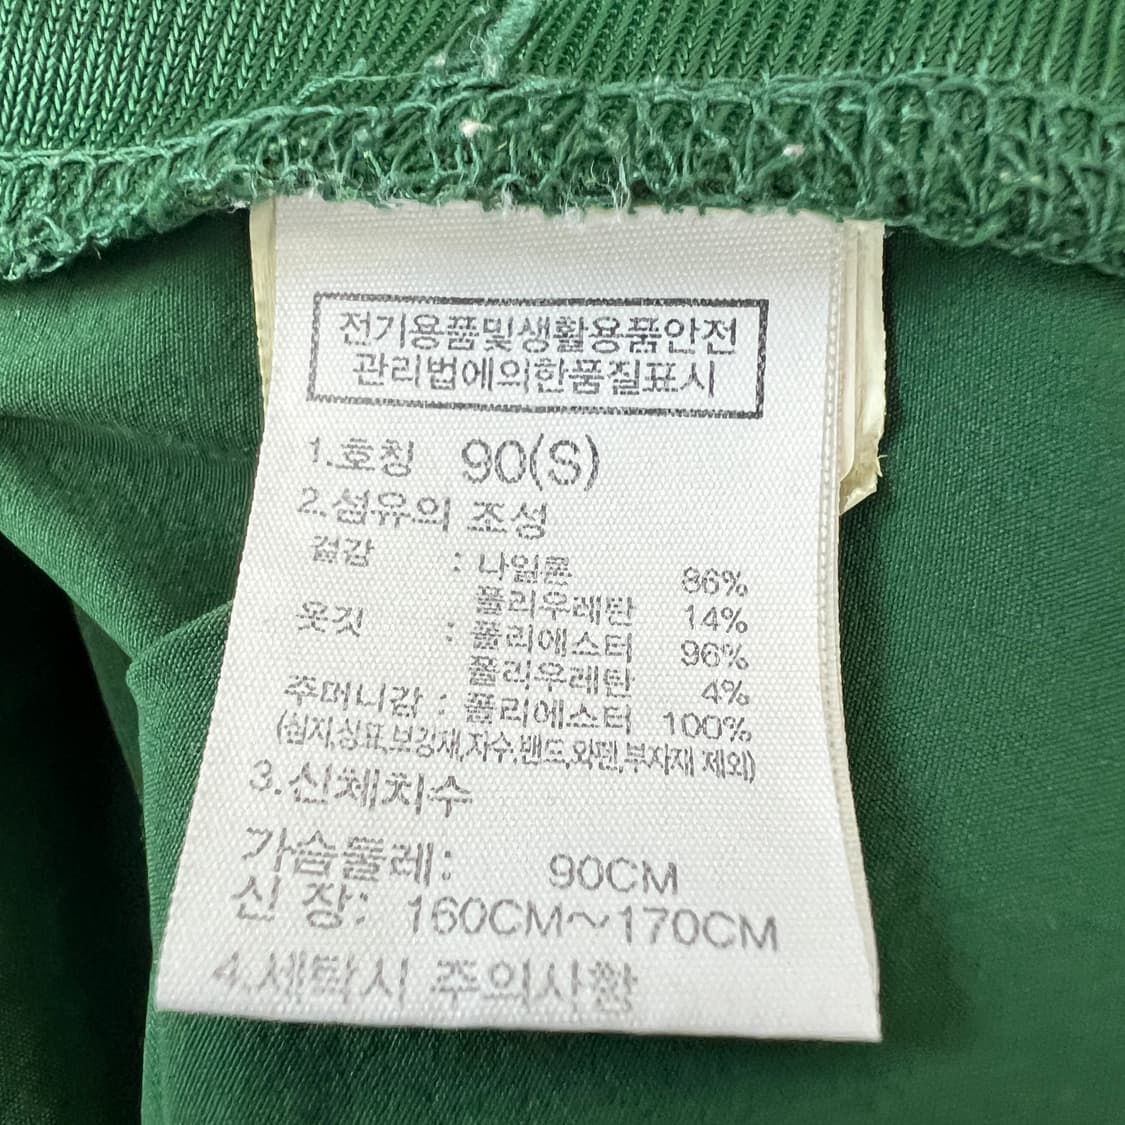 전기용품및생활용품안전
관리법에의한품질표시
1.호칭 90(S)
2.섬유의 조성
겉감 : 나일론 86%
폴리우레탄 14%
옷깃 : 폴리에스터 96%
폴리우레탄 4%
주머니감 : 폴리에스터 100%
(심지,상표,보강재,자수,밴드,와펜,부자재 제외)
3.신체치수
가슴둘레: 90CM
신 장: 160CM~170CM
4.세탁시 주의사항